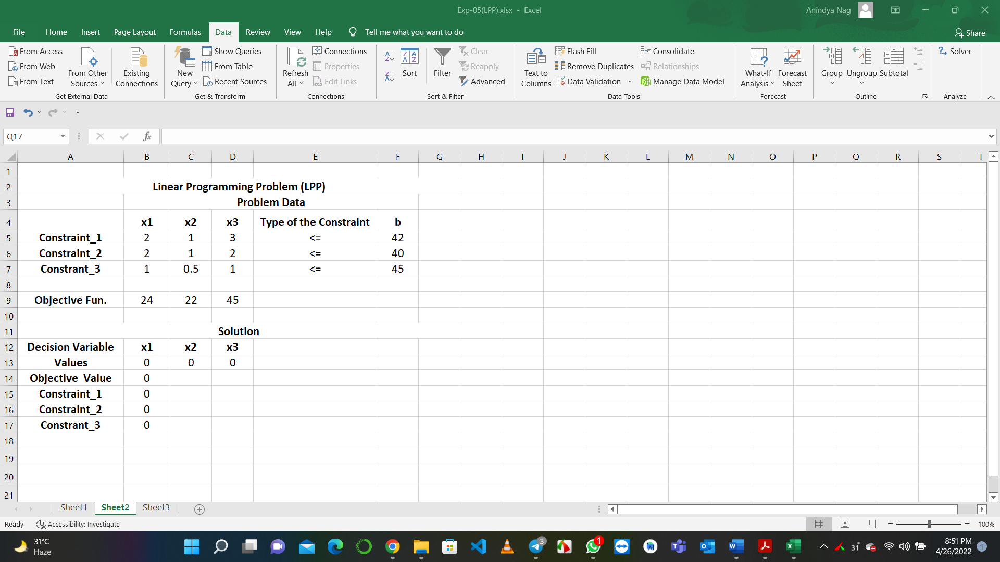 Exp-05(LPP).xlsx - Excel
Anindya Nag
File Home Insert Page Layout Formulas Data Review View Help Tell me what you want to do Share
From Access
From Web
From Text
From Other
Sources
Existing
Connections
Get External Data
New
Query
Show Queries
From Table
Recent Sources
Get & Transform
Refresh
All
Connections
Properties
Edit Links
Connections
Sort
Filter
Clear
Reapply
Advanced
Sort & Filter
Text to
Columns
Flash Fill
Remove Duplicates
Data Validation
Consolidate
Relationships
Manage Data Model
Data Tools
What-If
Analysis
Forecast
Sheet
Forecast
Group Ungroup Subtotal
Outline
Solver
Analyze
Q17
fx
A B C D E F G H I J K L M N O P Q R S T
1
2 Linear Programming Problem (LPP)
3 Problem Data
4 x1 x2 x3 Type of the Constraint b
5 Constraint_1 2 1 3 <= 42
6 Constraint_2 2 1 2 <= 40
7 Constrant_3 1 0.5 1 <= 45
8
9 Objective Fun. 24 22 45
10
11 Solution
12 Decision Variable x1 x2 x3
13 Values 0 0 0
14 Objective Value 0
15 Constraint_1 0
16 Constraint_2 0
17 Constrant_3 0
18
19
20
21
Sheet1 Sheet2 Sheet3
Ready Accessibility: Investigate 100%
31°C
Haze
3
1
31°
8:51 PM
4/26/2022
1